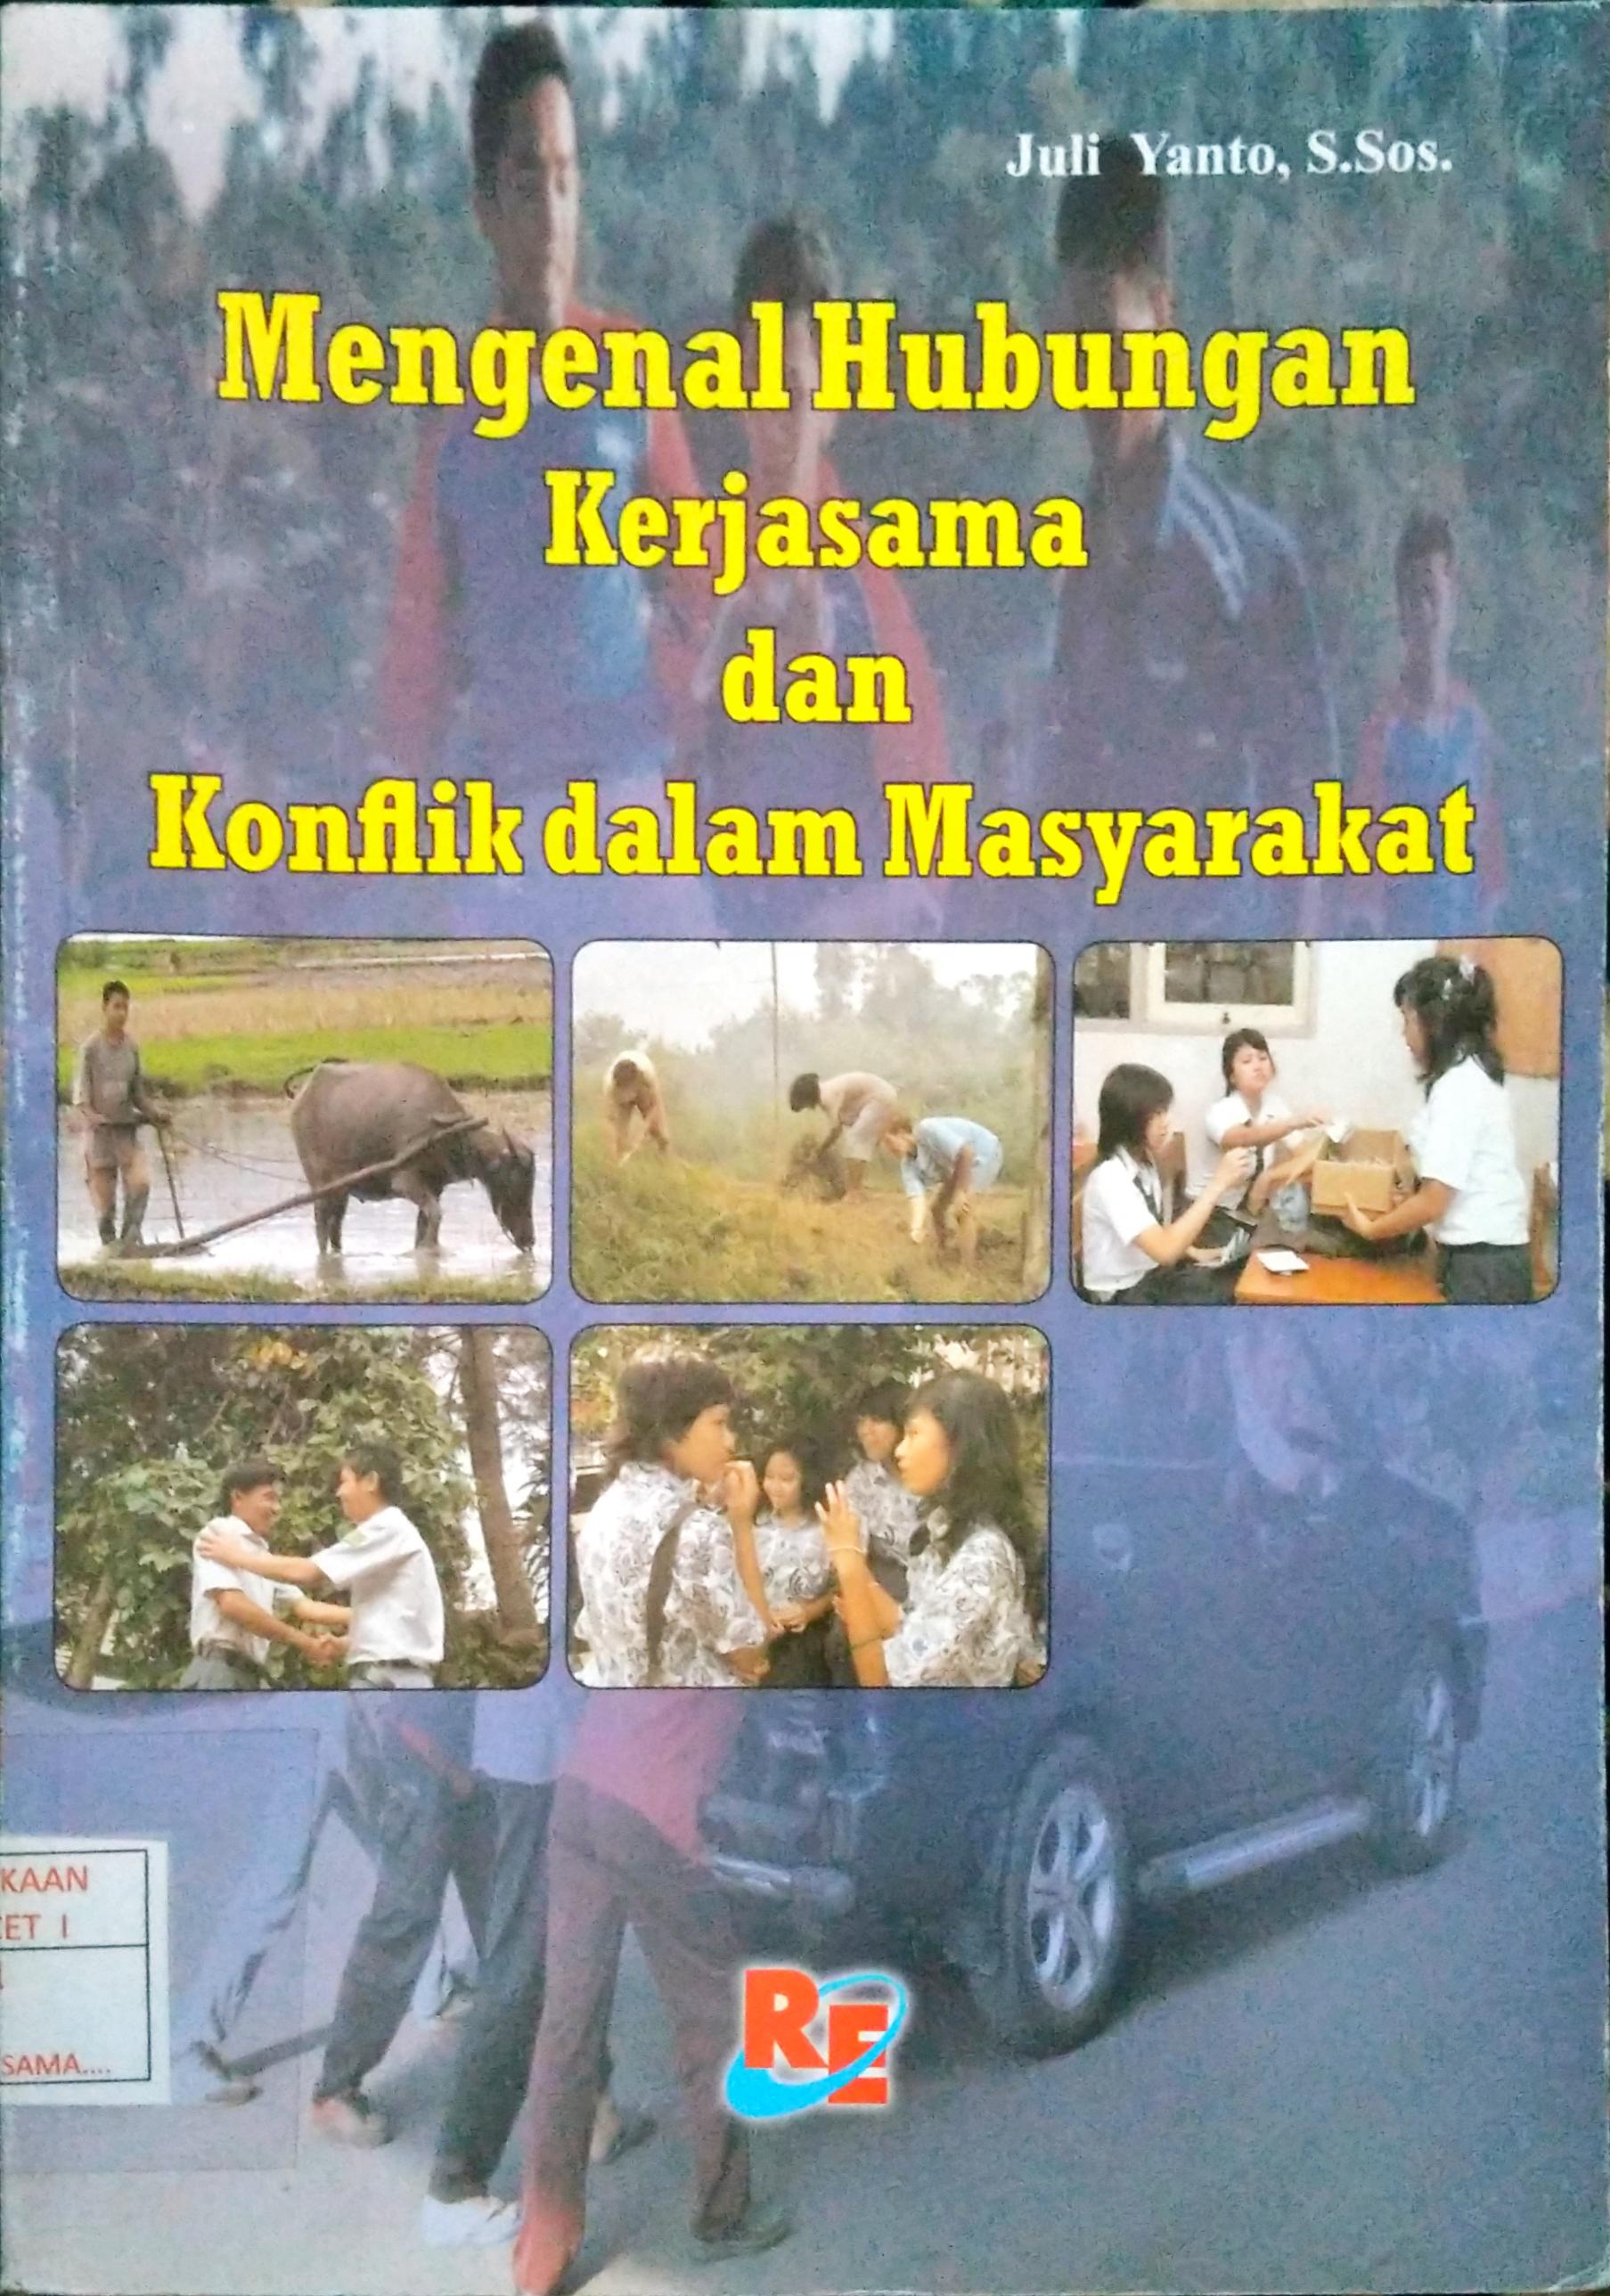 Juli Yanto, S.Sos.
Mengenal Hubungan
Kerjasama
dan
Konflik dalam Masyarakat
KAAN
ET I
SAMA....
RE